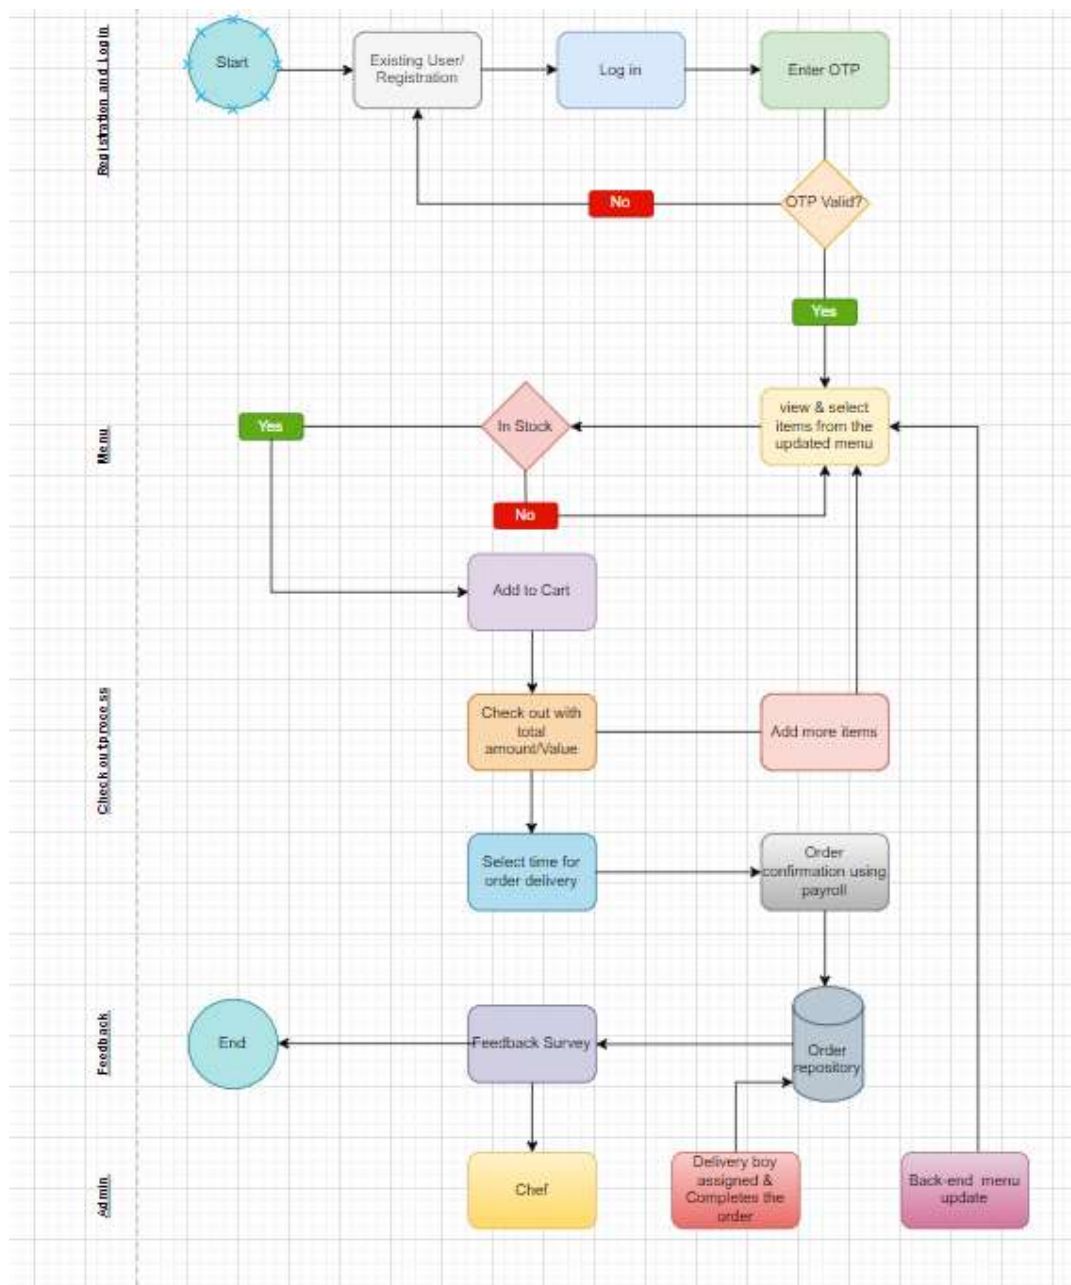 Registration and Login
Start
Existing User/
Registration
Log in
Enter OTP
OTP Valid?
No
Yes
Menu
view & select
items from the
updated menu
In Stock
Yes
No
Add to Cart
Check out process
Check out with
total
amount/Value
Add more items
Select time for
order delivery
Order
confirmation using
payroll
Feedback
End
Feedback Survey
Order
repository
Admin
Chef
Delivery boy
assigned &
Completes the
order
Back-end menu
update